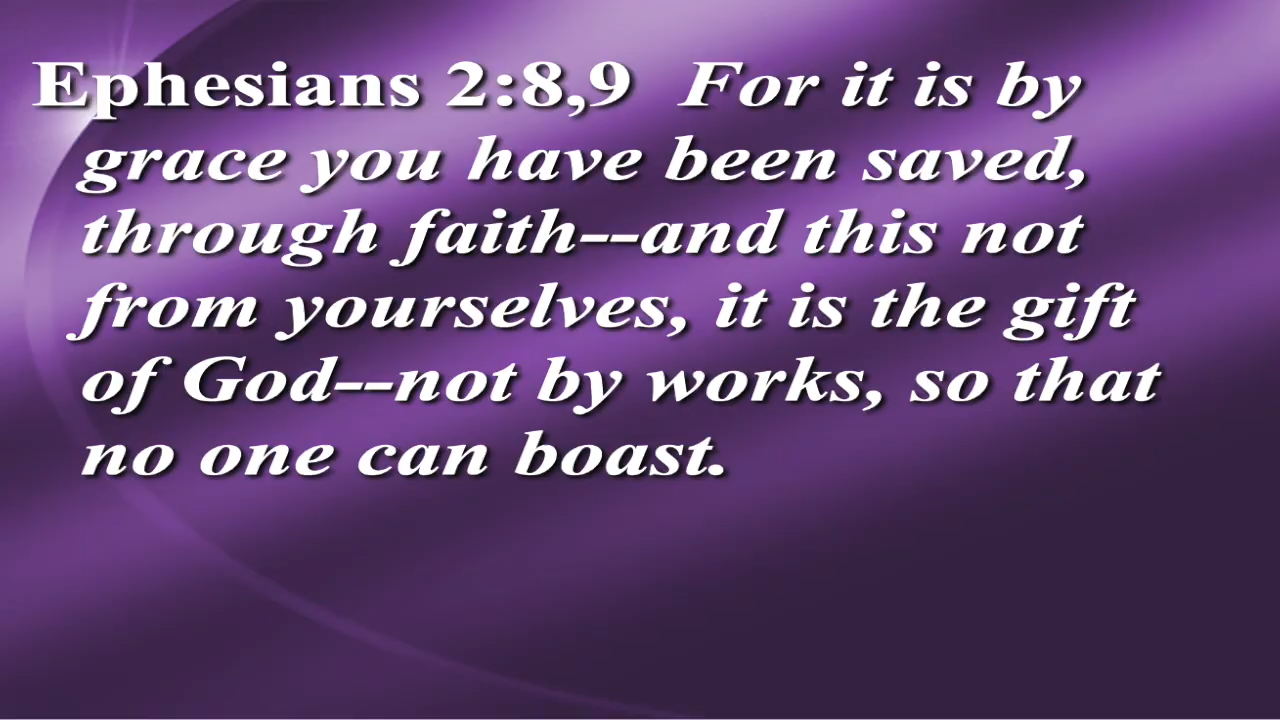 Ephesians 2:8,9 For it is by
grace you have been saved,
through faith--and this not
from yourselves, it is the gift
of God--not by works, so that
no one can boast.